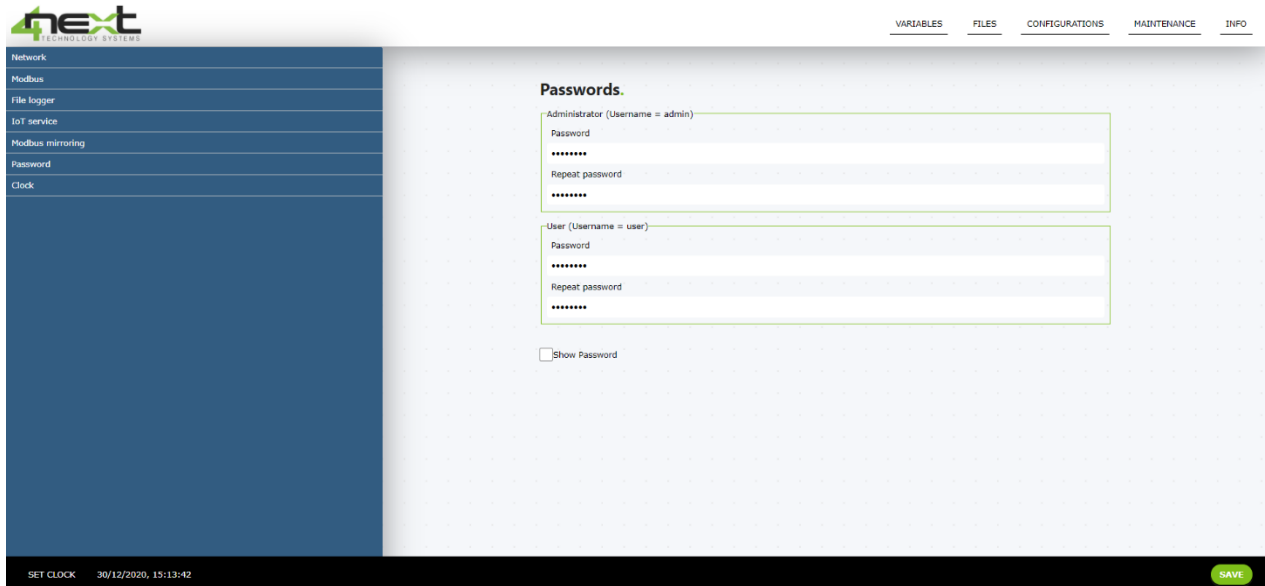 4next
TECHNOLOGY SYSTEMS
VARIABLES FILES CONFIGURATIONS MAINTENANCE INFO
Network
Modbus
File logger
IoT service
Modbus mirroring
Password
Clock
Passwords.
Administrator (Username = admin)
Password
••••••••
Repeat password
••••••••
User (Username = user)
Password
••••••••
Repeat password
••••••••
Show Password
SET CLOCK 30/12/2020, 15:13:42
SAVE